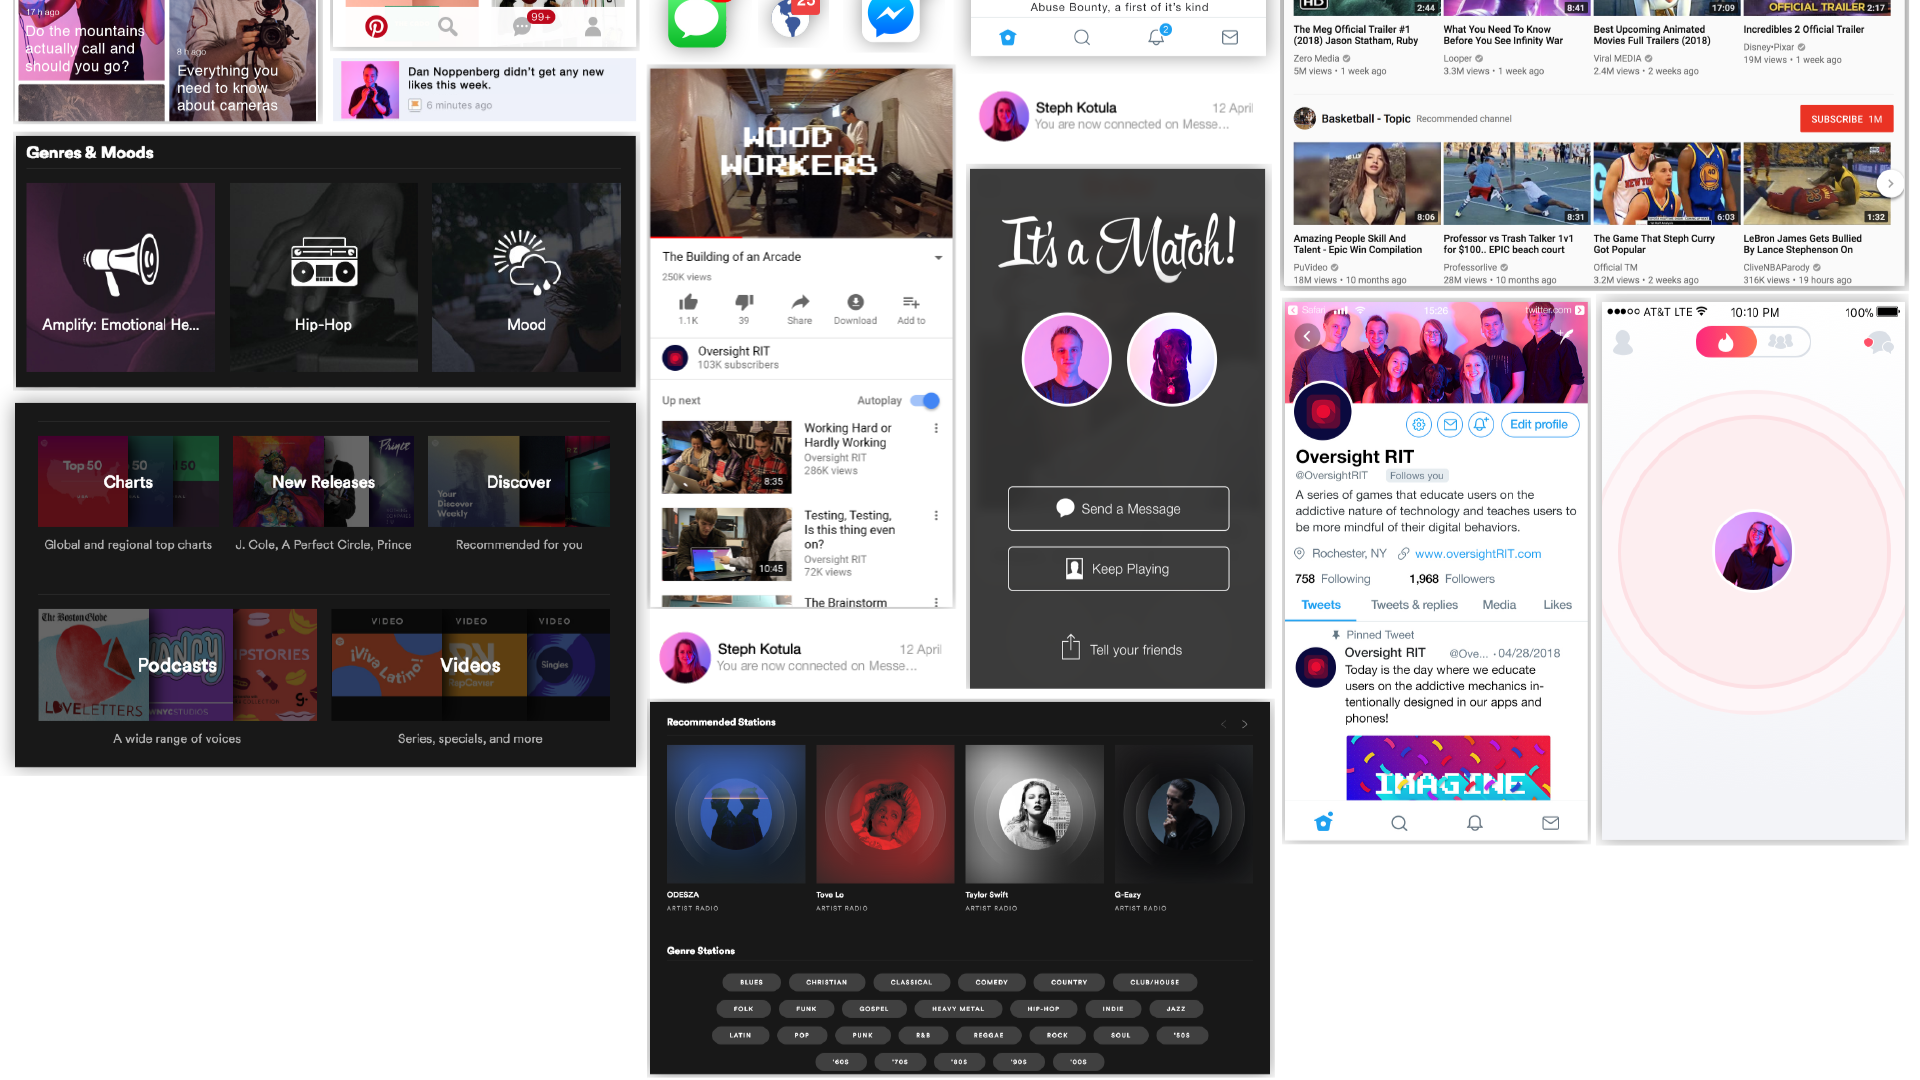 17 h ago
Do the mountains
actually call and
should you go?
8 h ago
Everything you
need to know
about cameras
99+
Dan Noppenberg didn't get any new
likes this week.
6 minutes ago
25
Abuse Bounty, a first of it's kind
2
Steph Kotula
12 April
You are now connected on Messe...
Genres & Moods
Amplify: Emotional He...
Hip-Hop
Mood
Top 50
50
50
Charts
Prince
New Releases
Your
Discover
Weekly
Discover
Global and regional top charts
J. Cole, A Perfect Circle, Prince
Recommended for you
The Boston Globe
LOVE LETTERS
WNYCSTUDIOS
Podcasts
VIDEO
VIDEO
VIDEO
¡Viva Latino!
RapCaviar
Singles
Videos
A wide range of voices
Series, specials, and more
WOOD
WORKERS
The Building of an Arcade
250K views
1.1K
39
Share
Download
Add to
Oversight RIT
103K subscribers
Up next
Autoplay
Working Hard or
Hardly Working
Oversight RIT
286K views
8:35
Testing, Testing,
Is this thing even
on?
Oversight RIT
72K views
10:45
The Brainstorm
Steph Kotula
12 April
You are now connected on Messe...
It's a Match!
Send a Message
Keep Playing
Tell your friends
Recommended Stations
ODESZA
ARTIST RADIO
Tove Lo
ARTIST RADIO
Taylor Swift
ARTIST RADIO
G-Eazy
ARTIST RADIO
Genre Stations
BLUES
CHRISTIAN
CLASSICAL
COMEDY
COUNTRY
CLUB/HOUSE
FOLK
FUNK
GOSPEL
HEAVY METAL
HIP-HOP
INDIE
JAZZ
LATIN
POP
PUNK
R&B
REGGAE
ROCK
SOUL
'50S
'60S
'70S
'80S
'90S
'00S
HD
2:44
8:41
17:09
OFFICIAL TRAILER
2:17
The Meg Official Trailer #1
(2018) Jason Statham, Ruby
Zero Media
5M views • 1 week ago
What You Need To Know
Before You See Infinity War
Looper
3.3M views • 1 week ago
Best Upcoming Animated
Movies Full Trailers (2018)
Viral MEDIA
2.4M views • 2 weeks ago
Incredibles 2 Official Trailer
Disney•Pixar
19M views • 1 week ago
Basketball - Topic
Recommended channel
SUBSCRIBE 1M
8:06
8:31
6:03
1:32
Amazing People Skill And
Talent - Epic Win Compilation
PuVideo
18M views • 10 months ago
Professor vs Trash Talker 1v1
for $100.. EPIC beach court
Professorlive
28M views • 10 months ago
The Game That Steph Curry
Got Popular
Official TM
3.2M views • 2 weeks ago
LeBron James Gets Bullied
By Lance Stephenson On
CliveNBAParody
316K views • 19 hours ago
Safari
15:26
twitter.com
Edit profile
Oversight RIT
@OversightRIT
Follows you
A series of games that educate users on the
addictive nature of technology and teaches users to
be more mindful of their digital behaviors.
Rochester, NY
www.oversightRIT.com
758 Following
1,968 Followers
Tweets
Tweets & replies
Media
Likes
Pinned Tweet
Oversight RIT
@Ove... · 04/28/2018
Today is the day where we educate
users on the addictive mechanics in-
tentionally designed in our apps and
phones!
IMAGINE
AT&T LTE
10:10 PM
100%